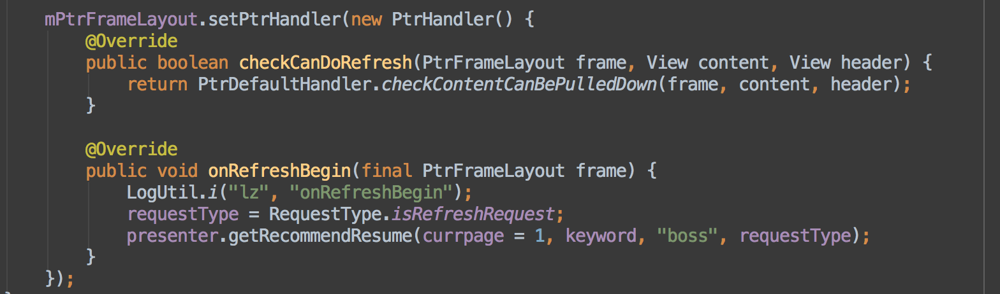 mPtrFrameLayout.setPtrHandler(new PtrHandler() {
@Override
public boolean checkCanDoRefresh(PtrFrameLayout frame, View content, View header) {
return PtrDefaultHandler.checkContentCanBePulledDown(frame, content, header);
}
@Override
public void onRefreshBegin(final PtrFrameLayout frame) {
LogUtil.i("lz", "onRefreshBegin");
requestType = RequestType.isRefreshRequest;
presenter.getRecommendResume(currpage = 1, keyword, "boss", requestType);
}
});